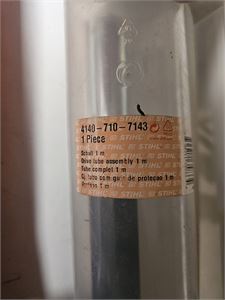 4140-710-7143
1 Piece
Schaft 1 m
Drive tube assembly 1 m
Tube complet 1 m
Cj. tubo com guia de proteção 1 m
STIHL